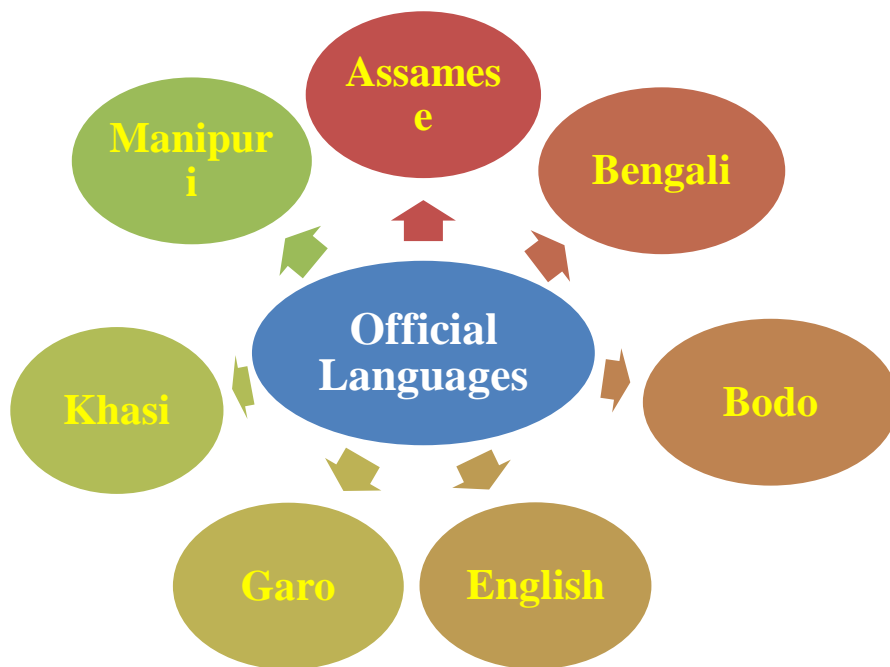 Assames
e
Manipur
i
Bengali
Official
Languages
Khasi
Bodo
Garo
English